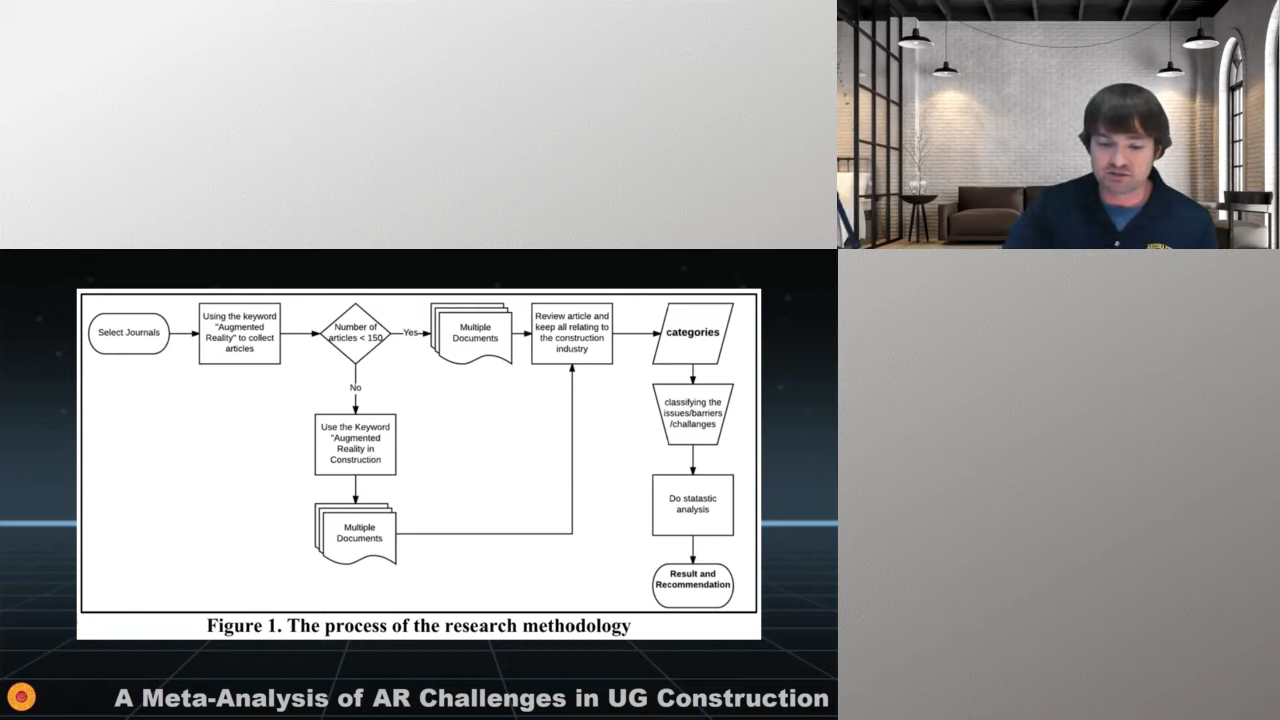 Select Journals
Using the keyword
"Augmented
Reality" to collect
articles
Number of
articles < 150
Yes
Multiple
Documents
Review article and
keep all relating to
the construction
industry
categories
No
Use the Keyword
"Augmented
Reality in
Construction
Multiple
Documents
classifying the
issues/barriers
/challanges
Do statastic
analysis
Result and
Recommendation
Figure 1. The process of the research methodology
A Meta-Analysis of AR Challenges in UG Construction